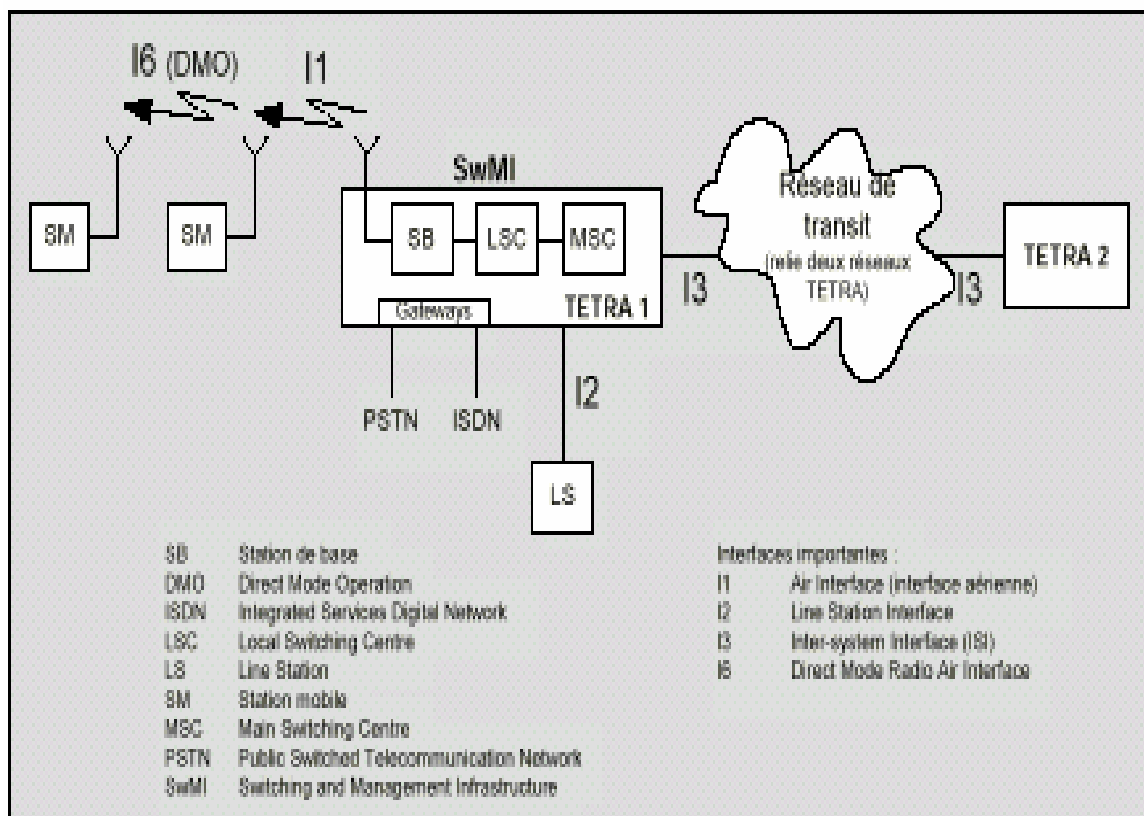 I6 (DMO) I1
SwMI
SM SM SB LSC MSC
Gateways TETRA 1
PSTN ISDN
I2
LS
I3
Réseau de
transit
(relie deux réseaux
TETRA)
I3
TETRA 2
SB Station de base
DMO Direct Mode Operation
ISDN Integrated Services Digital Network
LSC Local Switching Centre
LS Line Station
SM Station mobile
MSC Main Switching Centre
PSTN Public Switched Telecommunication Network
SwMI Switching and Management Infrastructure
Interfaces importantes :
I1 Air Interface (interface aérienne)
I2 Line Station Interface
I3 Inter-system Interface (ISI)
I6 Direct Mode Radio Air Interface